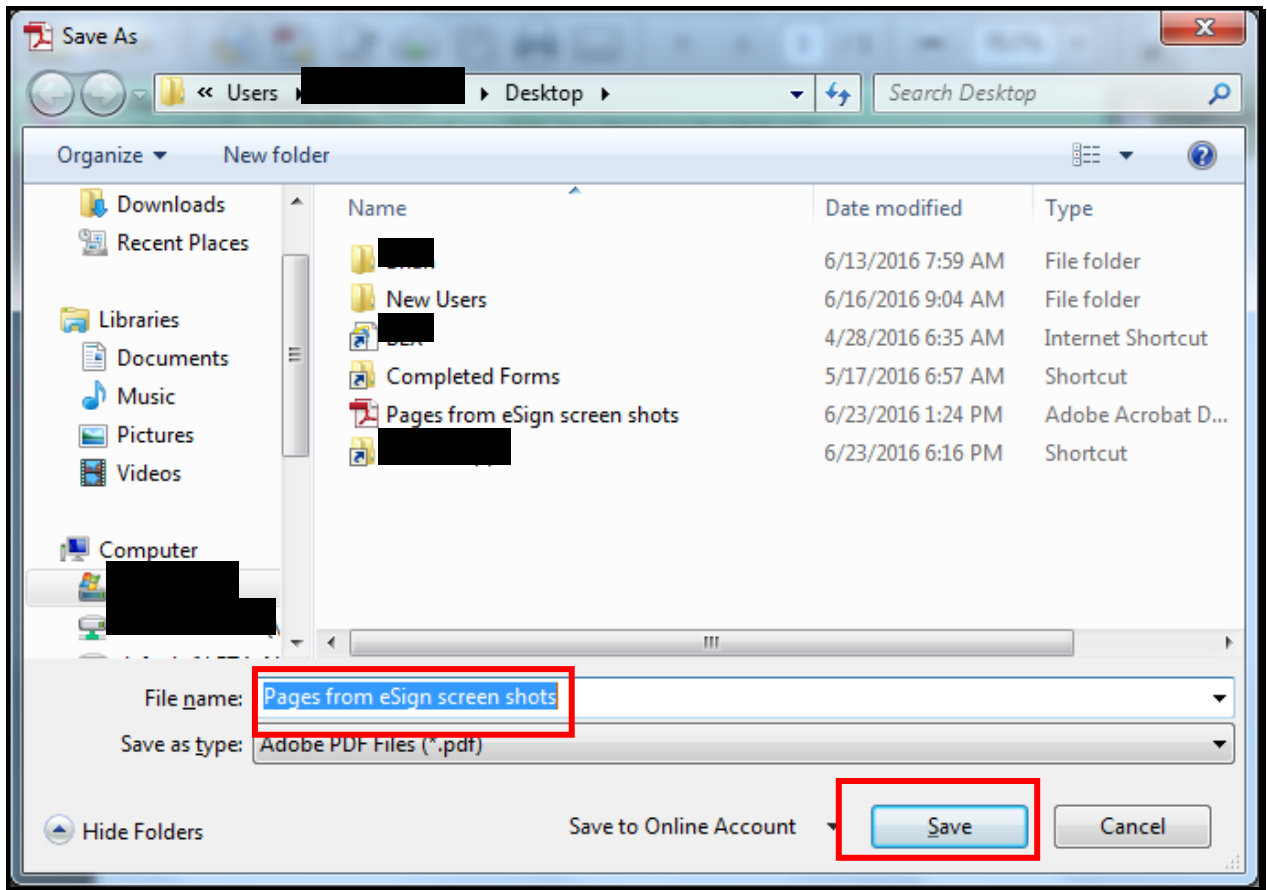 Save As
« Users Desktop
Search Desktop
Organize New folder
Downloads
Recent Places
Libraries
Documents
Music
Pictures
Videos
Computer
Name Date modified Type
6/13/2016 7:59 AM File folder
New Users 6/16/2016 9:04 AM File folder
4/28/2016 6:35 AM Internet Shortcut
Completed Forms 5/17/2016 6:57 AM Shortcut
Pages from eSign screen shots 6/23/2016 1:24 PM Adobe Acrobat D...
6/23/2016 6:16 PM Shortcut
File name: Pages from eSign screen shots
Save as type: Adobe PDF Files (*.pdf)
Hide Folders Save to Online Account Save Cancel